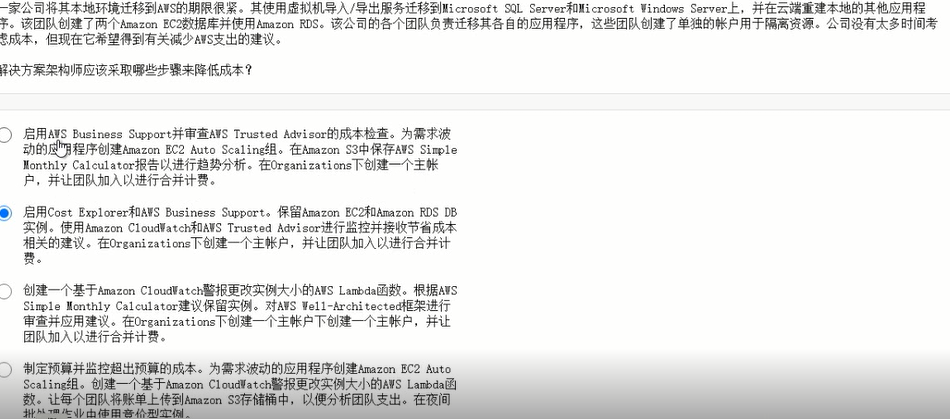 一家公司将其本地环境迁移到AWS的期限很紧。其使用虚拟机导入/导出服务迁移到Microsoft SQL Server和Microsoft Windows Server上，并在云端重建本地的其他应用程
序。该团队创建了两个Amazon EC2数据库并使用Amazon RDS。该公司的各个团队负责迁移其各自的应用程序，这些团队创建了单独的帐户用于隔离资源。公司没有太多时间考
虑成本，但现在它希望得到有关减少AWS支出的建议。
解决方案架构师应该采取哪些步骤来降低成本？
启用AWS Business Support并审查AWS Trusted Advisor的成本检查。为需求波
动的应用程序创建Amazon EC2 Auto Scaling组。在Amazon S3中保存AWS Simple
Monthly Calculator报告以进行趋势分析。在Organizations下创建一个主帐
户，并让团队加入以进行合并计费。
启用Cost Explorer和AWS Business Support。保留Amazon EC2和Amazon RDS DB
实例。使用Amazon CloudWatch和AWS Trusted Advisor进行监控并接收节省成本
相关的建议。在Organizations下创建一个主帐户，并让团队加入以进行合并计
费。
创建一个基于Amazon CloudWatch警报更改实例大小的AWS Lambda函数。根据AWS
Simple Monthly Calculator建议保留实例。对AWS Well-Architected框架进行
审查并应用建议。在Organizations下创建一个主帐户下创建一个主帐户，并让
团队加入以进行合并计费。
制定预算并监控超出预算的成本。为需求波动的应用程序创建Amazon EC2 Auto
Scaling组。创建一个基于Amazon CloudWatch警报更改实例大小的AWS Lambda函
数。让每个团队将账单上传到Amazon S3存储桶中，以便分析团队支出。在夜间
批处理作业中使用竞价型实例。